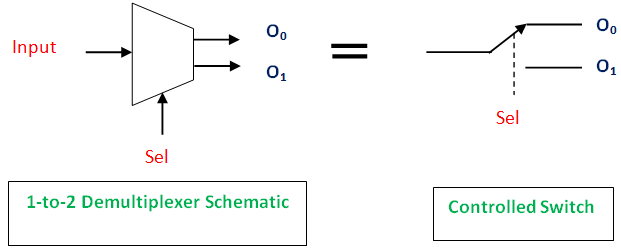 Input
O₀
O₁
Sel
=
O₀
O₁
Sel
1-to-2 Demultiplexer Schematic
Controlled Switch